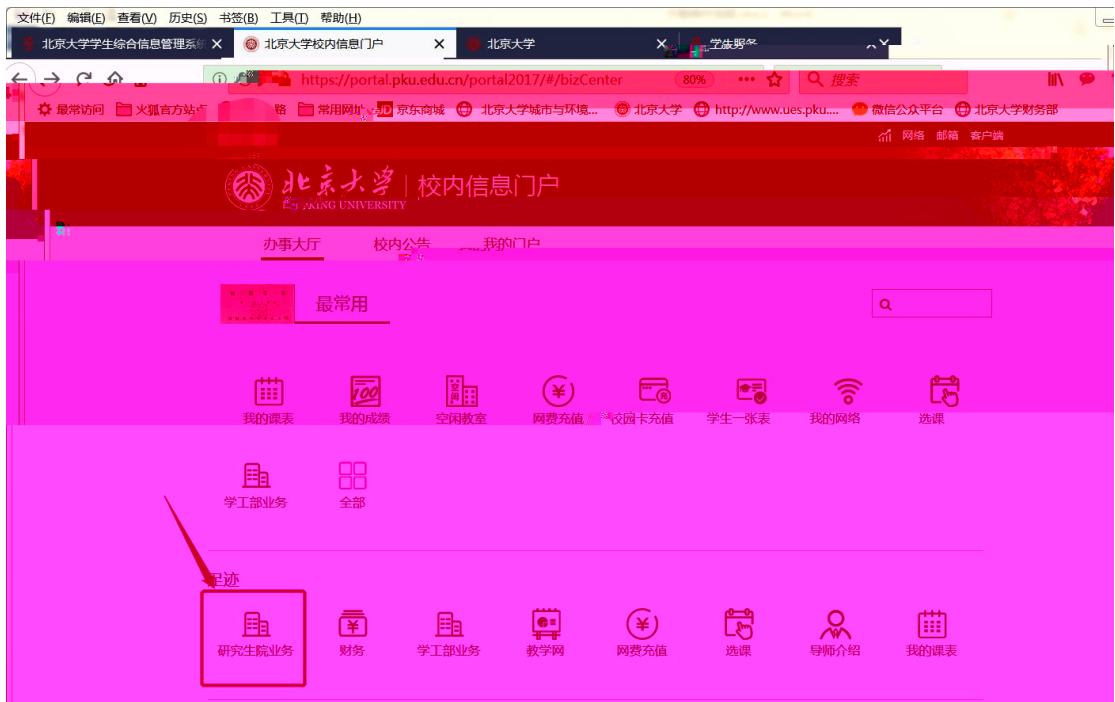 文件(F) 编辑(E) 查看(V) 历史(S) 书签(B) 工具(T) 帮助(H)
北京大学学生综合信息管理系统 北京大学校内信息门户 北京大学
https://portal.pku.edu.cn/portal2017/#/bizCenter 80% 搜索
最常访问 火狐官方站点 常用网址 JD 京东商城 北京大学城市与环境... 北京大学 http://www.ues.pku.... 微信公众平台 北京大学财务部
网络 邮箱 客户端
北京大学 校内信息门户
PEKING UNIVERSITY
办事大厅 校内公告 我的门户
最常用
我的课表 我的成绩 空闲教室 网费充值 校园卡充值 学生一张表 我的网络 选课
学工部业务 全部
足迹
研究生院业务 财务 学工部业务 教学网 网费充值 选课 导师介绍 我的课表